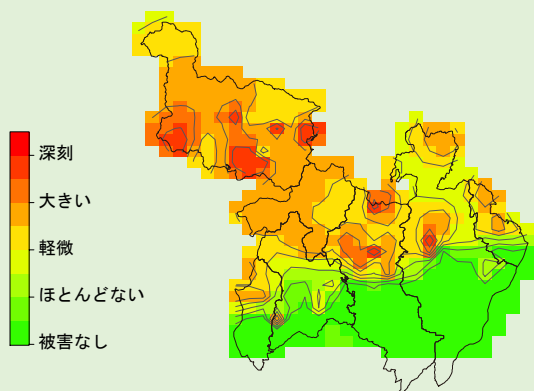 深刻
大きい
軽微
ほとんどない
被害なし